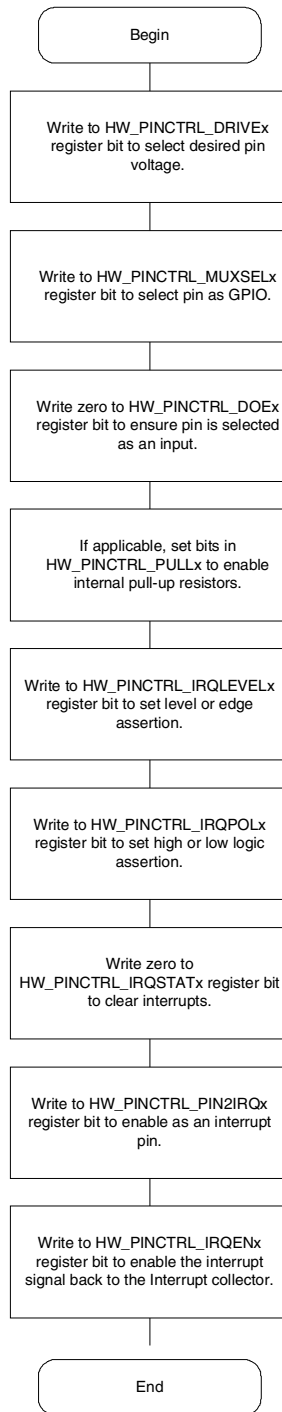 Begin
Write to HW_PINCTRL_DRIVEx
register bit to select desired pin
voltage.
Write to HW_PINCTRL_MUXSELx
register bit to select pin as GPIO.
Write zero to HW_PINCTRL_DOEx
register bit to ensure pin is selected
as an input.
If applicable, set bits in
HW_PINCTRL_PULLx to enable
internal pull-up resistors.
Write to HW_PINCTRL_IRQLEVELx
register bit to set level or edge
assertion.
Write to HW_PINCTRL_IRQPOLx
register bit to set high or low logic
assertion.
Write zero to
HW_PINCTRL_IRQSTATx register bit
to clear interrupts.
Write to HW_PINCTRL_PIN2IRQx
register bit to enable as an interrupt
pin.
Write to HW_PINCTRL_IRQENx
register bit to enable the interrupt
signal back to the Interrupt collector.
End